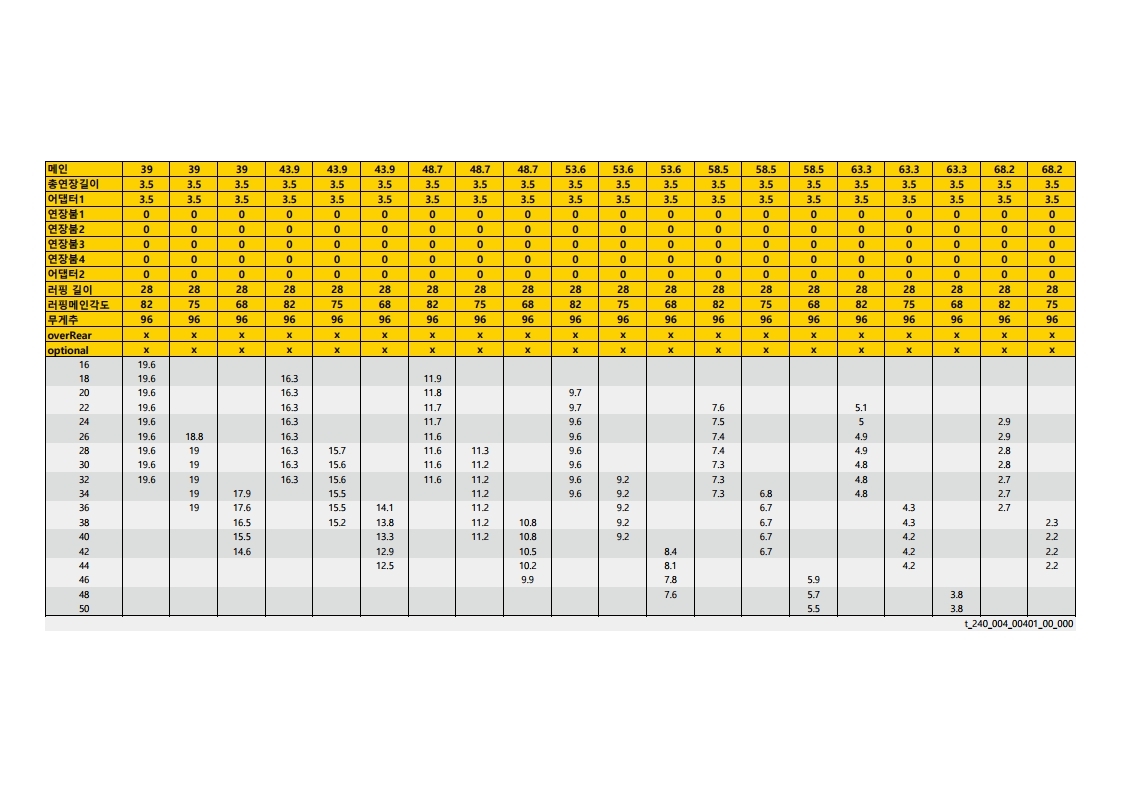 메인 39 39 39 43.9 43.9 43.9 48.7 48.7 48.7 53.6 53.6 53.6 58.5 58.5 58.5 63.3 63.3 63.3 68.2 68.2
총연장길이 3.5 3.5 3.5 3.5 3.5 3.5 3.5 3.5 3.5 3.5 3.5 3.5 3.5 3.5 3.5 3.5 3.5 3.5 3.5 3.5
어댑터1 3.5 3.5 3.5 3.5 3.5 3.5 3.5 3.5 3.5 3.5 3.5 3.5 3.5 3.5 3.5 3.5 3.5 3.5 3.5 3.5
연장붐1 0 0 0 0 0 0 0 0 0 0 0 0 0 0 0 0 0 0 0 0
연장붐2 0 0 0 0 0 0 0 0 0 0 0 0 0 0 0 0 0 0 0 0
연장붐3 0 0 0 0 0 0 0 0 0 0 0 0 0 0 0 0 0 0 0 0
연장붐4 0 0 0 0 0 0 0 0 0 0 0 0 0 0 0 0 0 0 0 0
어댑터2 0 0 0 0 0 0 0 0 0 0 0 0 0 0 0 0 0 0 0 0
러핑 길이 28 28 28 28 28 28 28 28 28 28 28 28 28 28 28 28 28 28 28 28
러핑메인각도 82 75 68 82 75 68 82 75 68 82 75 68 82 75 68 82 75 68 82 75
무게추 96 96 96 96 96 96 96 96 96 96 96 96 96 96 96 96 96 96 96 96
overRear x x x x x x x x x x x x x x x x x x x x
optional x x x x x x x x x x x x x x x x x x x x
16 19.6
18 19.6 16.3 11.9
20 19.6 16.3 11.8 9.7
22 19.6 16.3 11.7 9.7 7.6 5.1
24 19.6 16.3 11.7 9.6 7.5 5 2.9
26 19.6 18.8 16.3 11.6 9.6 7.4 4.9 2.9
28 19.6 19 16.3 15.7 11.6 11.3 9.6 7.4 4.9 2.8
30 19.6 19 16.3 15.6 11.6 11.2 9.6 7.3 4.8 2.8
32 19.6 19 16.3 15.6 11.6 11.2 9.6 9.2 7.3 4.8 2.7
34 19 17.9 15.5 11.2 9.6 9.2 7.3 6.8 4.8 2.7
36 19 17.6 15.5 14.1 11.2 9.2 6.7 4.3 2.7
38 16.5 15.2 13.8 11.2 10.8 9.2 6.7 4.3 2.3
40 15.5 13.3 11.2 10.8 9.2 6.7 4.2 2.2
42 14.6 12.9 10.5 8.4 6.7 4.2 2.2
44 12.5 10.2 8.1 4.2 2.2
46 9.9 7.8 5.9
48 7.6 5.7 3.8
50 5.5 3.8
t_240_004_00401_00_000